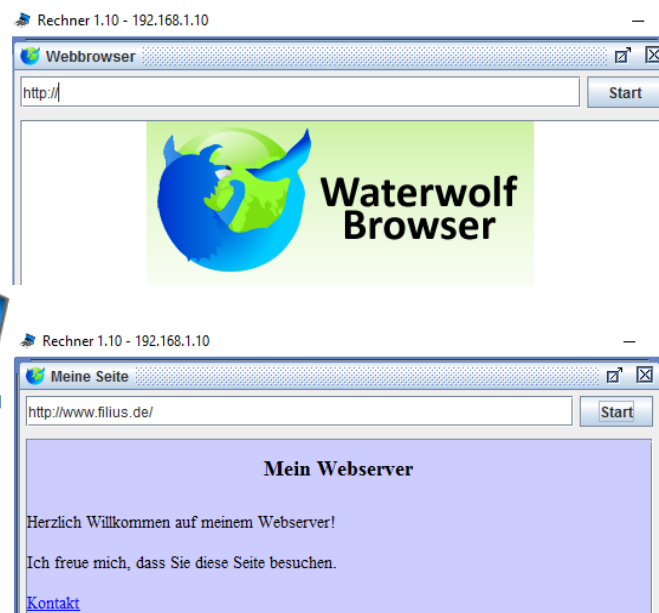 Rechner 1.10 - 192.168.1.10
Webbrowser
http://
Start
Waterwolf
Browser
Rechner 1.10 - 192.168.1.10
Meine Seite
http://www.filius.de/
Start
Mein Webserver
Herzlich Willkommen auf meinem Webserver!
Ich freue mich, dass Sie diese Seite besuchen.
Kontakt